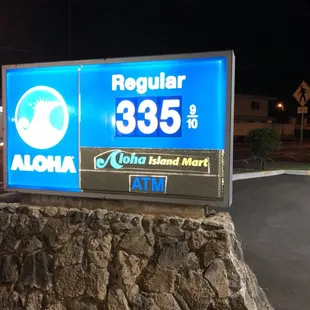 ALOHA
Regular
335 9/10
Aloha Island Mart
ATM